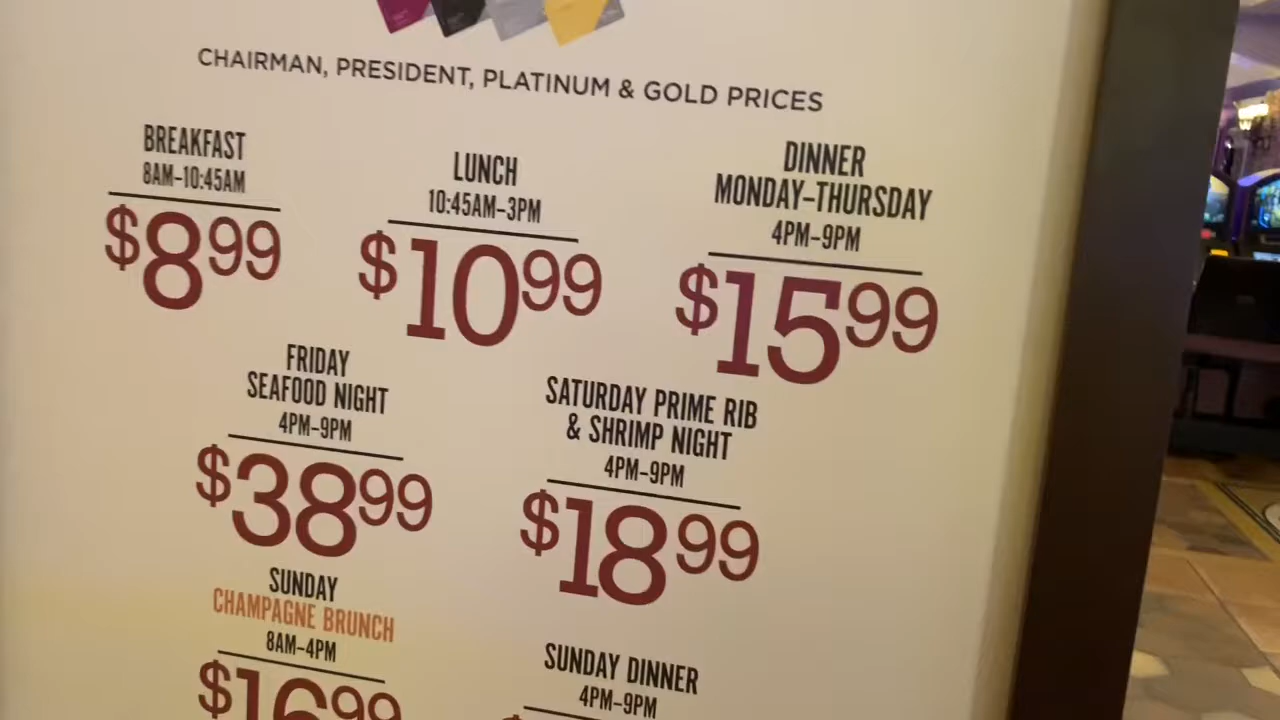 CHAIRMAN, PRESIDENT, PLATINUM & GOLD PRICES
BREAKFAST
8AM–10:45AM
$8.99
LUNCH
10:45AM–3PM
$10.99
DINNER
MONDAY–THURSDAY
4PM–9PM
$15.99
FRIDAY
SEAFOOD NIGHT
4PM–9PM
$38.99
SATURDAY PRIME RIB
& SHRIMP NIGHT
4PM–9PM
$18.99
SUNDAY
CHAMPAGNE BRUNCH
8AM–4PM
$16.99
SUNDAY DINNER
4PM–9PM